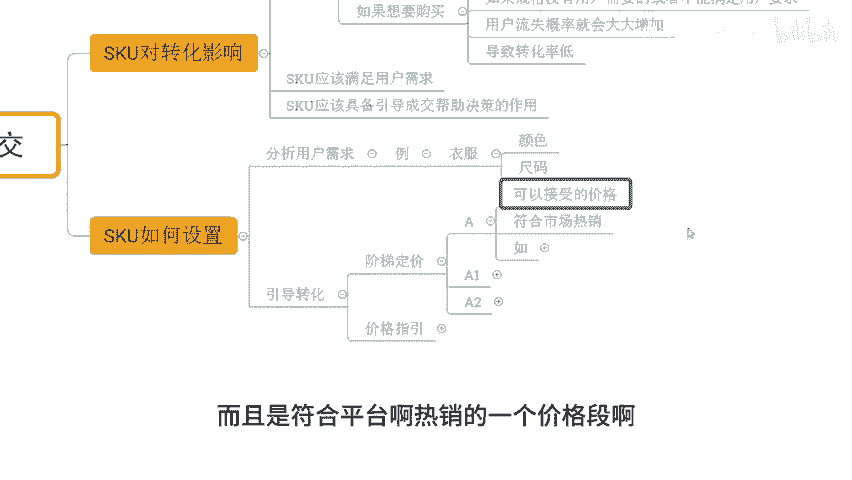 如果想要购买
用户流失概率就会大大增加
导致转化率低
SKU对转化影响
SKU应该满足用户需求
SKU应该具备引导成交帮助决策的作用
交
分析用户需求
例
衣服
颜色
尺码
可以接受的价格
SKU如何设置
引导转化
阶梯定价
A
符合市场热销
如
A1
A2
价格指引
而且是符合平台啊热销的一个价格段啊
bilibili